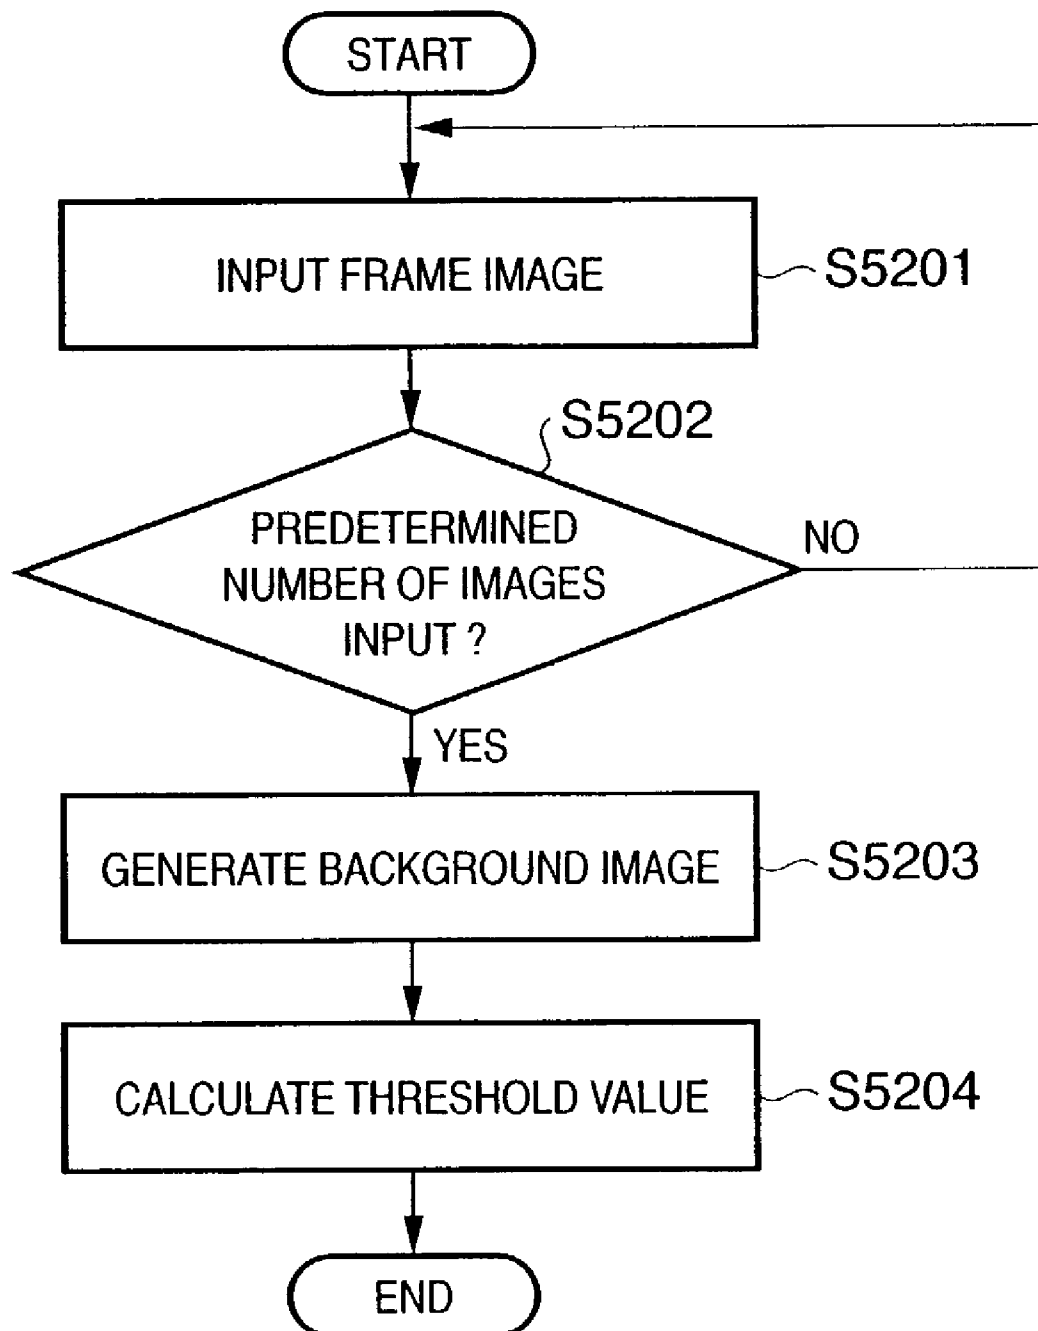 START
INPUT FRAME IMAGE
S5201
S5202
PREDETERMINED
NUMBER OF IMAGES
INPUT ?
NO
YES
GENERATE BACKGROUND IMAGE
S5203
CALCULATE THRESHOLD VALUE
S5204
END